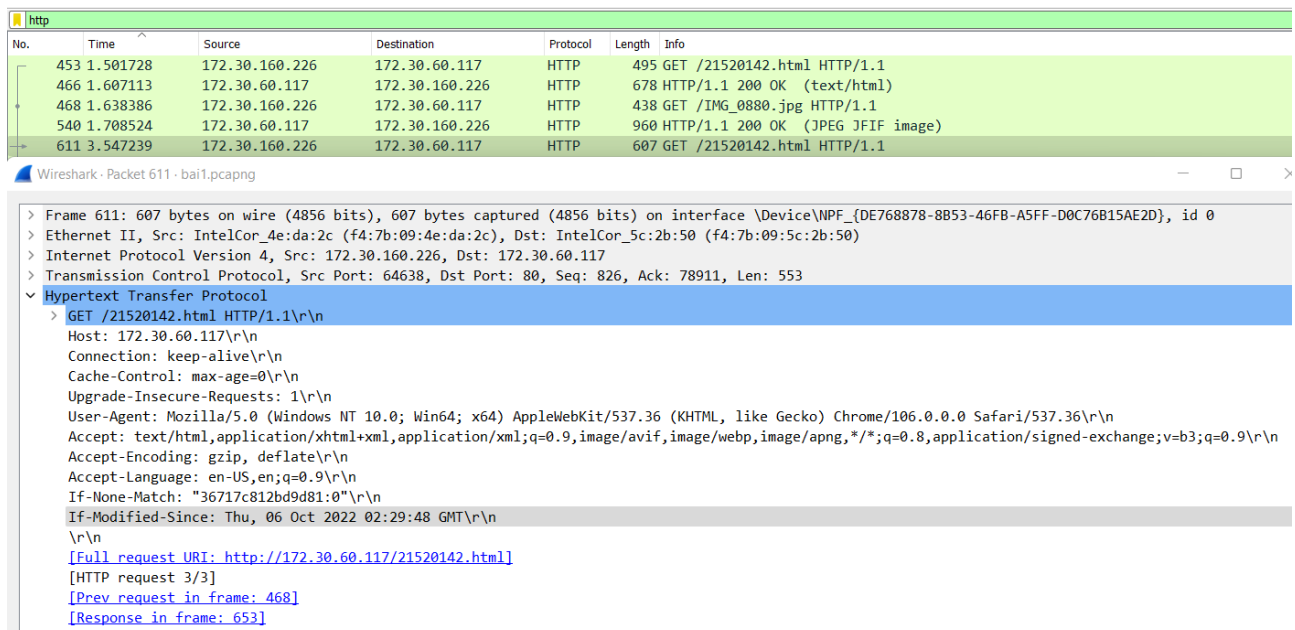 http
No. Time Source Destination Protocol Length Info
453 1.501728 172.30.160.226 172.30.60.117 HTTP 495 GET /21520142.html HTTP/1.1
466 1.607113 172.30.60.117 172.30.160.226 HTTP 678 HTTP/1.1 200 OK (text/html)
468 1.638386 172.30.160.226 172.30.60.117 HTTP 438 GET /IMG_0880.jpg HTTP/1.1
540 1.708524 172.30.60.117 172.30.160.226 HTTP 960 HTTP/1.1 200 OK (JPEG JFIF image)
611 3.547239 172.30.160.226 172.30.60.117 HTTP 607 GET /21520142.html HTTP/1.1
Wireshark · Packet 611 · bai1.pcapng
Frame 611: 607 bytes on wire (4856 bits), 607 bytes captured (4856 bits) on interface \Device\NPF_{DE768878-8B53-46FB-A5FF-D0C76B15AE2D}, id 0
Ethernet II, Src: IntelCor_4e:da:2c (f4:7b:09:4e:da:2c), Dst: IntelCor_5c:2b:50 (f4:7b:09:5c:2b:50)
Internet Protocol Version 4, Src: 172.30.160.226, Dst: 172.30.60.117
Transmission Control Protocol, Src Port: 64638, Dst Port: 80, Seq: 826, Ack: 78911, Len: 553
Hypertext Transfer Protocol
GET /21520142.html HTTP/1.1\r\n
Host: 172.30.60.117\r\n
Connection: keep-alive\r\n
Cache-Control: max-age=0\r\n
Upgrade-Insecure-Requests: 1\r\n
User-Agent: Mozilla/5.0 (Windows NT 10.0; Win64; x64) AppleWebKit/537.36 (KHTML, like Gecko) Chrome/106.0.0.0 Safari/537.36\r\n
Accept: text/html,application/xhtml+xml,application/xml;q=0.9,image/avif,image/webp,image/apng,*/*;q=0.8,application/signed-exchange;v=b3;q=0.9\r\n
Accept-Encoding: gzip, deflate\r\n
Accept-Language: en-US,en;q=0.9\r\n
If-None-Match: "36717c812bd9d81:0"\r\n
If-Modified-Since: Thu, 06 Oct 2022 02:29:48 GMT\r\n
\r\n
[Full request URI: http://172.30.60.117/21520142.html]
[HTTP request 3/3]
[Prev request in frame: 468]
[Response in frame: 653]